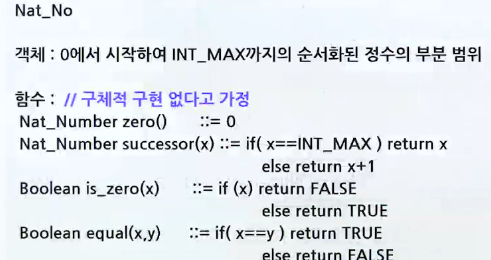 Nat_No
객체 : 0에서 시작하여 INT_MAX까지의 순서화된 정수의 부분 범위
함수 : // 구체적 구현 없다고 가정
Nat_Number zero() ::= 0
Nat_Number successor(x) ::= if( x==INT_MAX ) return x
else return x+1
Boolean is_zero(x) ::= if (x) return FALSE
else return TRUE
Boolean equal(x,y) ::= if( x==y ) return TRUE
else return FALSE